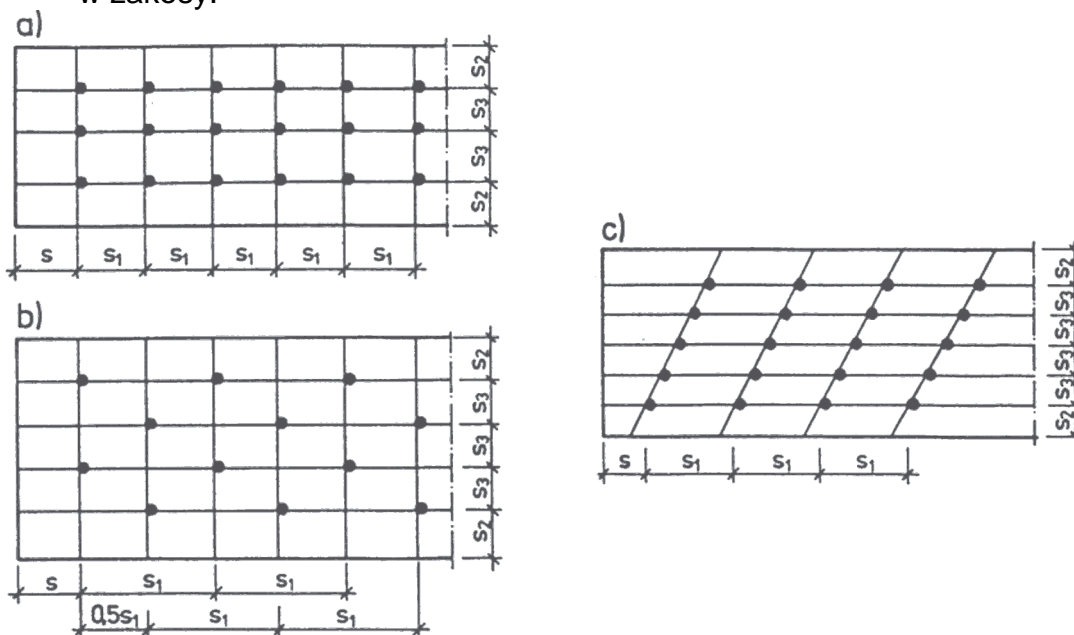 w zakosy.
a)
s₂
s₃
s₃
s₂
s s₁ s₁ s₁ s₁ s₁
b)
s₂
s₃
s₃
s₃
s₂
s s₁ s₁
0,5s₁ s₁ s₁
c)
s₂
s₃
s₃
s₃
s₃
s₂
s s₁ s₁ s₁